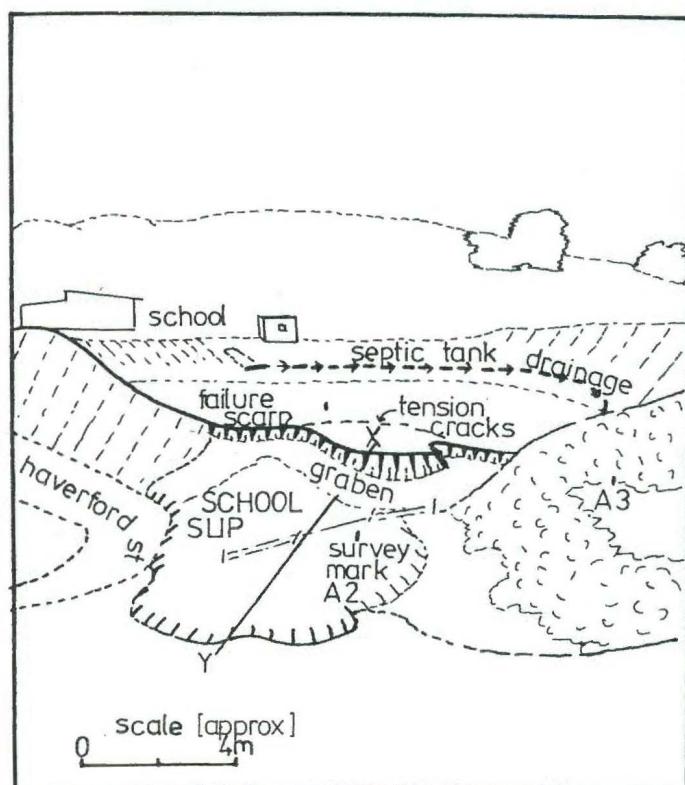 school
septic tank drainage
failure
scarp
tension
cracks
X
graben
haverford st
SCHOOL
SLIP
A3
survey
mark
A2
Y
scale [approx]
0 4m